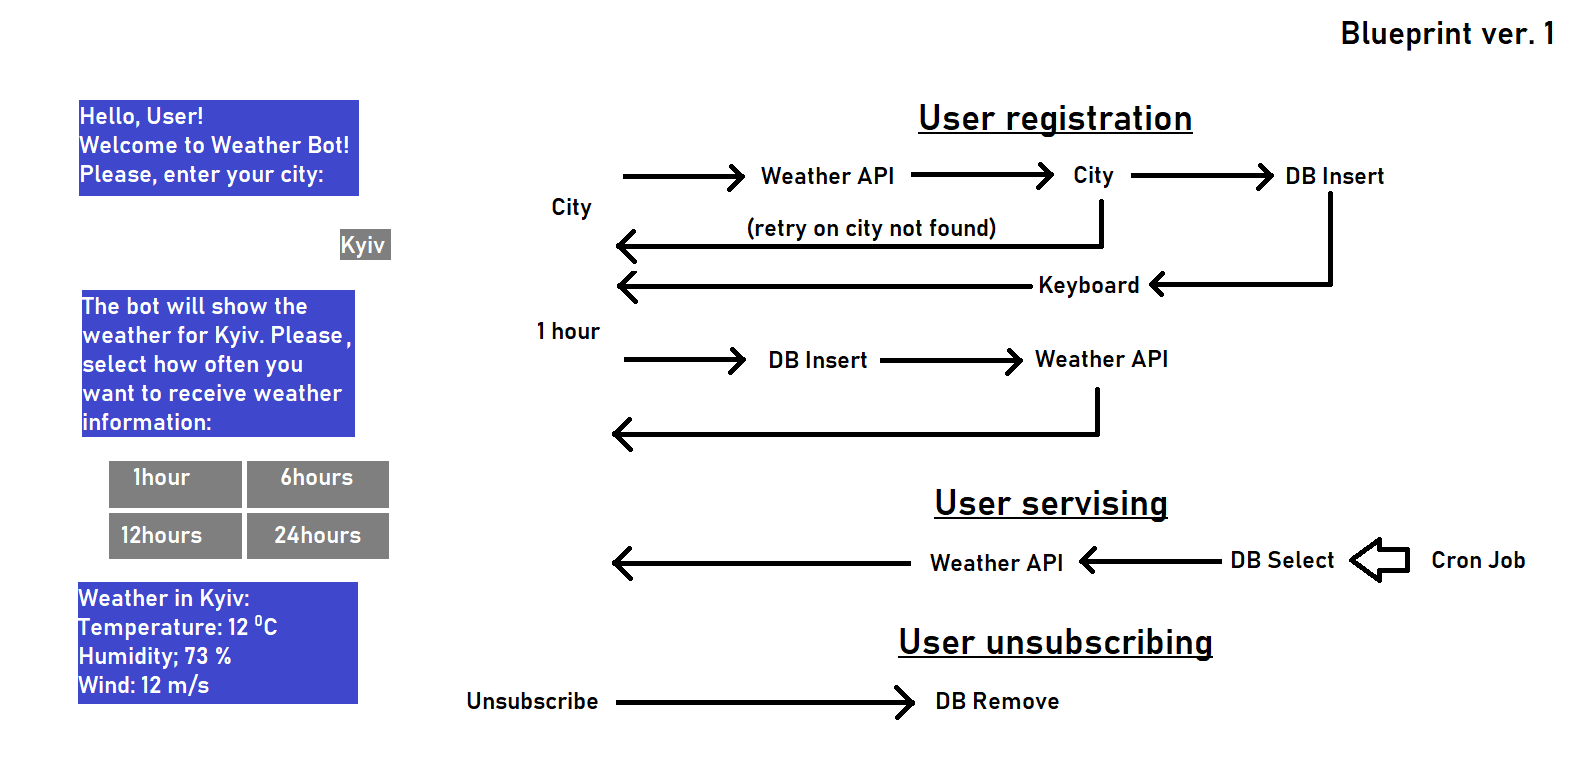 Blueprint ver. 1
Hello, User!
Welcome to Weather Bot!
Please, enter your city:
Kyiv
The bot will show the
weather for Kyiv. Please,
select how often you
want to receive weather
information:
1hour
6hours
12hours
24hours
Weather in Kyiv:
Temperature: 12 ⁰C
Humidity; 73 %
Wind: 12 m/s
User registration
City
Weather API
City
DB Insert
(retry on city not found)
Keyboard
1 hour
DB Insert
Weather API
User servising
Weather API
DB Select
Cron Job
User unsubscribing
Unsubscribe
DB Remove